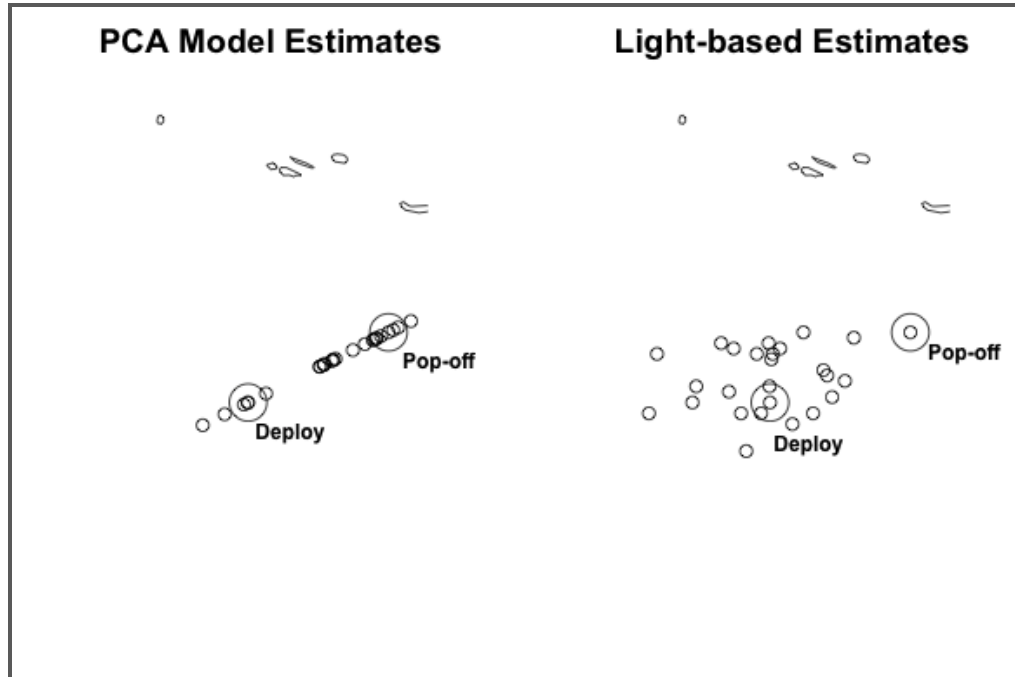 PCA Model Estimates
Light-based Estimates
Pop-off
Deploy
Pop-off
Deploy